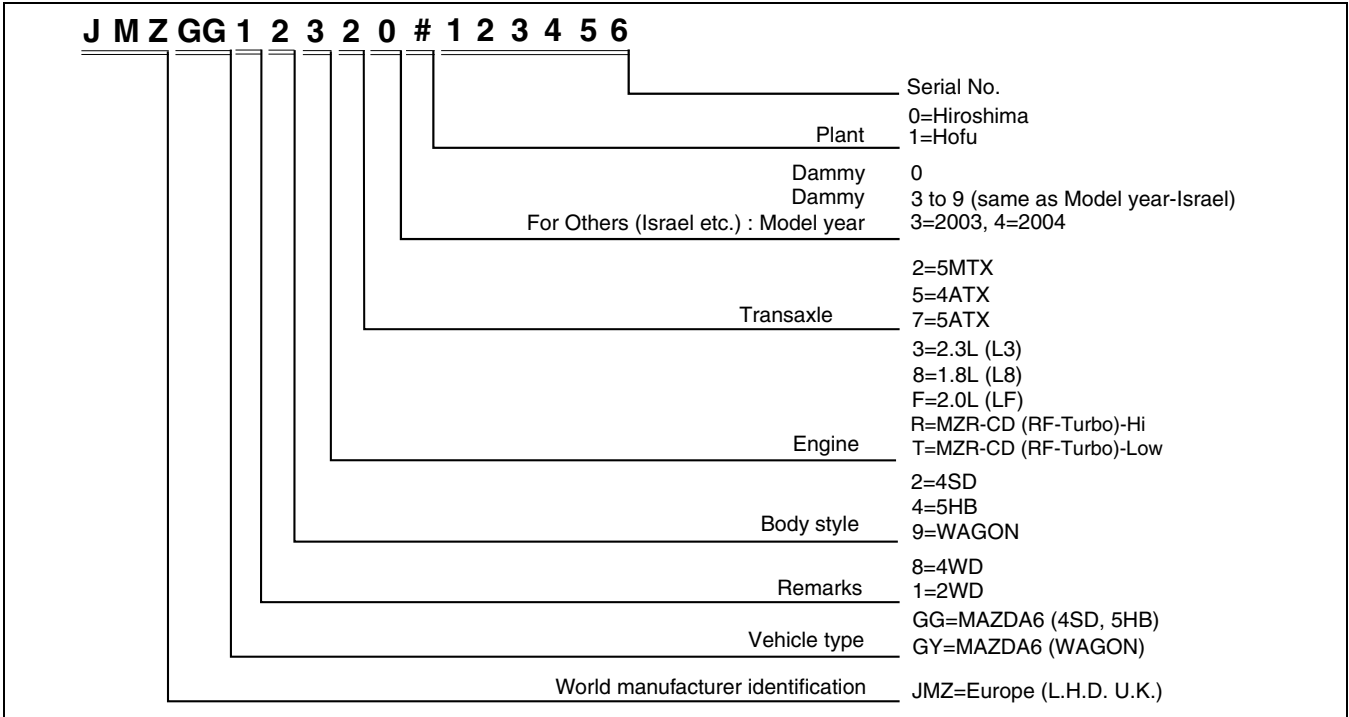 J M Z GG 1 2 3 2 0 # 1 2 3 4 5 6
Serial No.
0=Hiroshima
Plant 1=Hofu
Dammy 0
Dammy 3 to 9 (same as Model year-Israel)
For Others (Israel etc.) : Model year 3=2003, 4=2004
2=5MTX
5=4ATX
Transaxle 7=5ATX
3=2.3L (L3)
8=1.8L (L8)
F=2.0L (LF)
R=MZR-CD (RF-Turbo)-Hi
Engine T=MZR-CD (RF-Turbo)-Low
2=4SD
4=5HB
Body style 9=WAGON
8=4WD
Remarks 1=2WD
GG=MAZDA6 (4SD, 5HB)
Vehicle type GY=MAZDA6 (WAGON)
World manufacturer identification JMZ=Europe (L.H.D. U.K.)